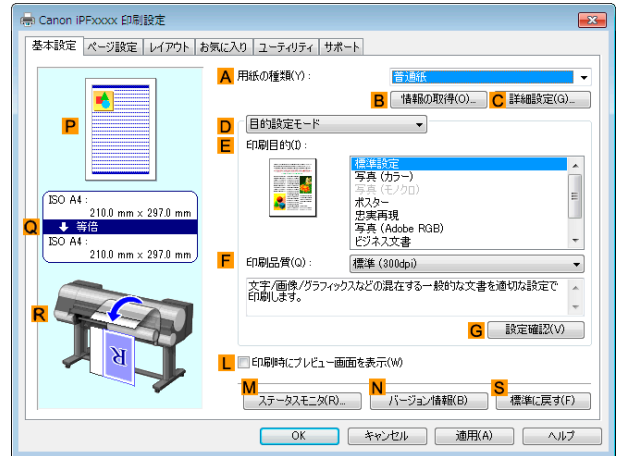 Canon iPFxxxx 印刷設定
基本設定 ページ設定 レイアウト お気に入り ユーティリティ サポート
A 用紙の種類(Y)： 普通紙
B 情報の取得(O)... C 詳細設定(G)...
P
D 目的設定モード
E 印刷目的(I)：
標準設定
写真 (カラー)
写真 (モノクロ)
ポスター
忠実再現
写真 (Adobe RGB)
ビジネス文書
ISO A4 :
210.0 mm x 297.0 mm
Q 等倍
ISO A4 :
210.0 mm x 297.0 mm
F 印刷品質(Q)： 標準 (300dpi)
文字/画像/グラフィックスなどの混在する一般的な文書を適切な設定で
印刷します。
R
G 設定確認(V)
R
L 印刷時にプレビュー画面を表示(W)
M ステータスモニタ(R)... N バージョン情報(B) S 標準に戻す(F)
OK キャンセル 適用(A) ヘルプ